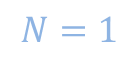 N = 1